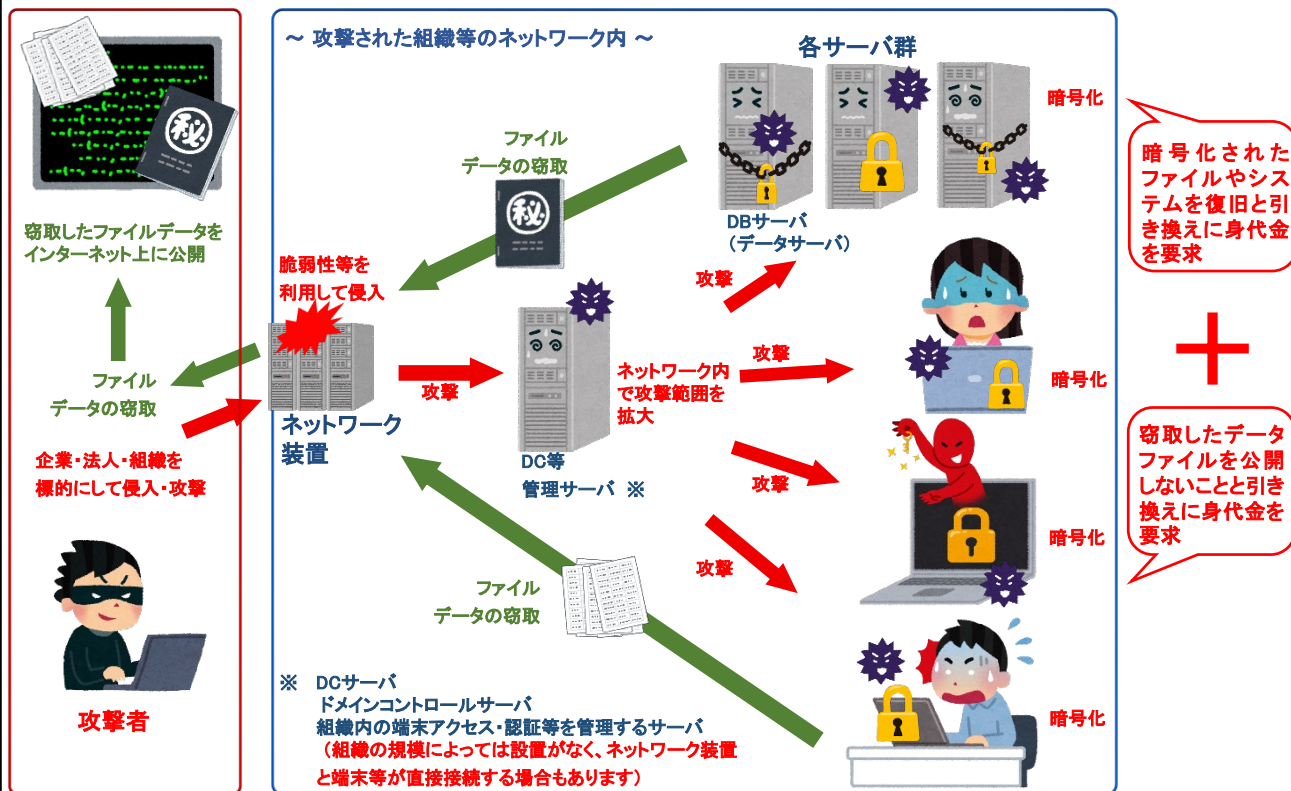 秘
窃取したファイルデータを
インターネット上に公開
ファイル
データの窃取
企業・法人・組織を
標的にして侵入・攻撃
攻撃者
～ 攻撃された組織等のネットワーク内 ～
各サーバ群
暗号化
ファイル
データの窃取
秘
DBサーバ
（データサーバ）
脆弱性等を
利用して侵入
攻撃
ネットワーク
装置
攻撃
DC等
管理サーバ ※
ネットワーク内
で攻撃範囲を
拡大
攻撃
暗号化
攻撃
暗号化
攻撃
暗号化
ファイル
データの窃取
※ DCサーバ
ドメインコントロールサーバ
組織内の端末アクセス・認証等を管理するサーバ
（組織の規模によっては設置がなく、ネットワーク装置
と端末等が直接接続する場合もあります）
暗号化された
ファイルやシス
テムを復旧と引
き換えに身代金
を要求
＋
窃取したデータ
ファイルを公開
しないことと引き
換えに身代金を
要求